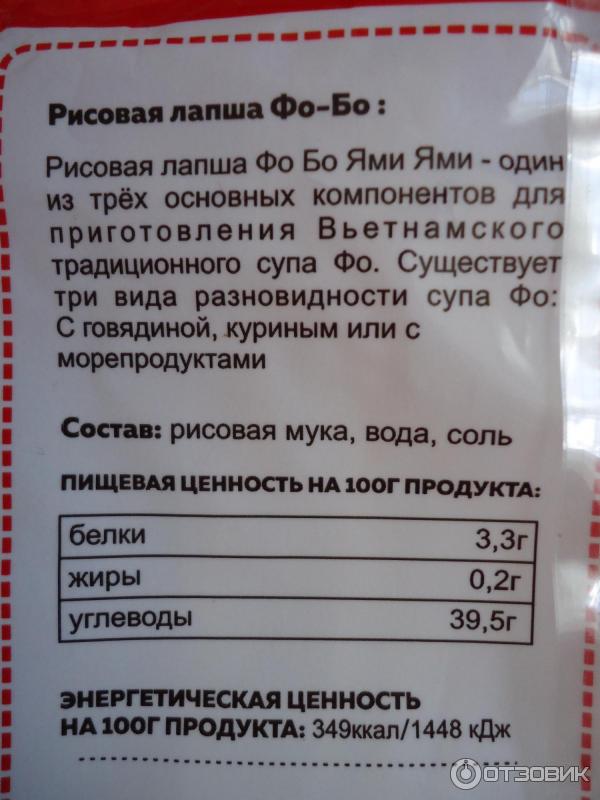 Рисовая лапша Фо-Бо :
Рисовая лапша Фо Бо Ями Ями - один
из трёх основных компонентов для
приготовления Вьетнамского
традиционного супа Фо. Существует
три вида разновидности супа Фо:
С говядиной, куриным или с
морепродуктами
Состав: рисовая мука, вода, соль
ПИЩЕВАЯ ЦЕННОСТЬ НА 100Г ПРОДУКТА:
белки 3,3г
жиры 0,2г
углеводы 39,5г
ЭНЕРГЕТИЧЕСКАЯ ЦЕННОСТЬ
НА 100Г ПРОДУКТА: 349ккал/1448 кДж
ОТЗОВИК